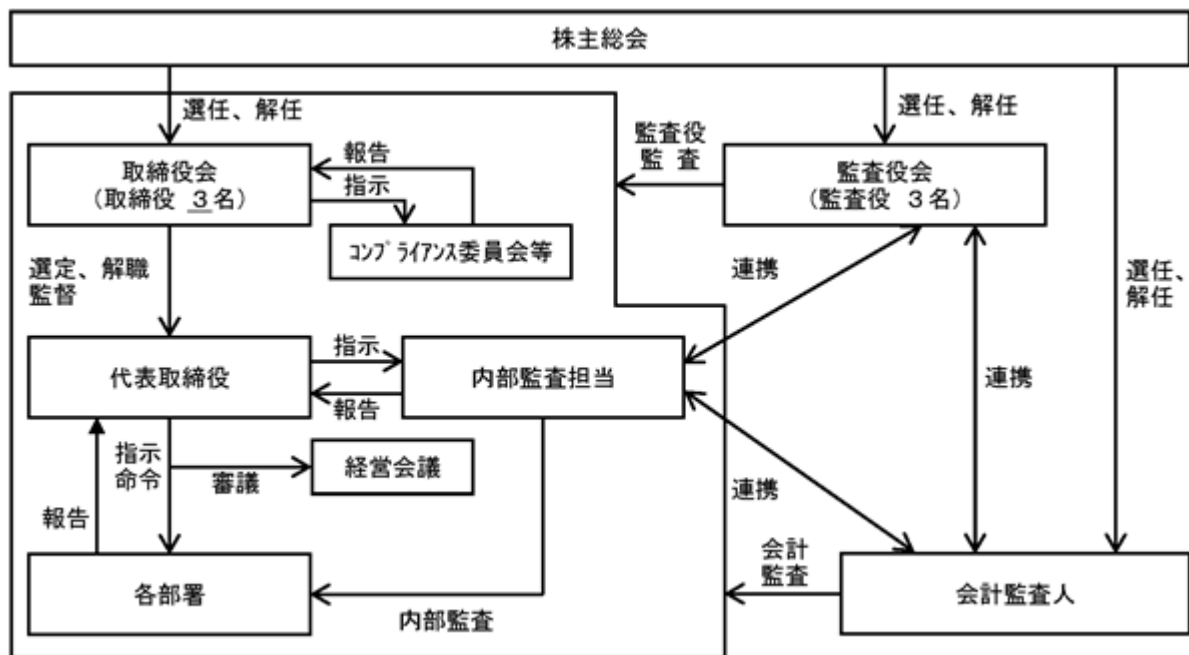 株主総会
選任、解任
選任、解任
監査役
監 査
取締役会
(取締役 3名)
報告
指示
監査役会
(監査役 3名)
コンプライアンス委員会等
選定、解職
監督
連携
選任、
解任
代表取締役
指示
報告
内部監査担当
連携
指示
命令
審議
経営会議
連携
報告
会計
監査
各部署
内部監査
会計監査人